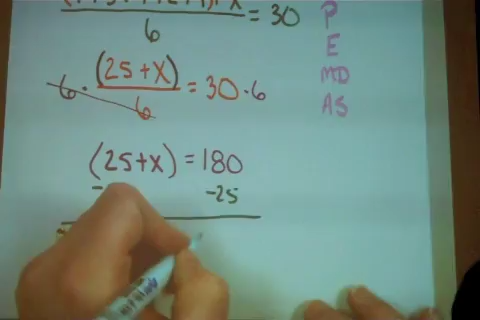 = 30
6
P
E
MD
AS
6 · (25+x) = 30 · 6
6
(25+x) = 180
-25